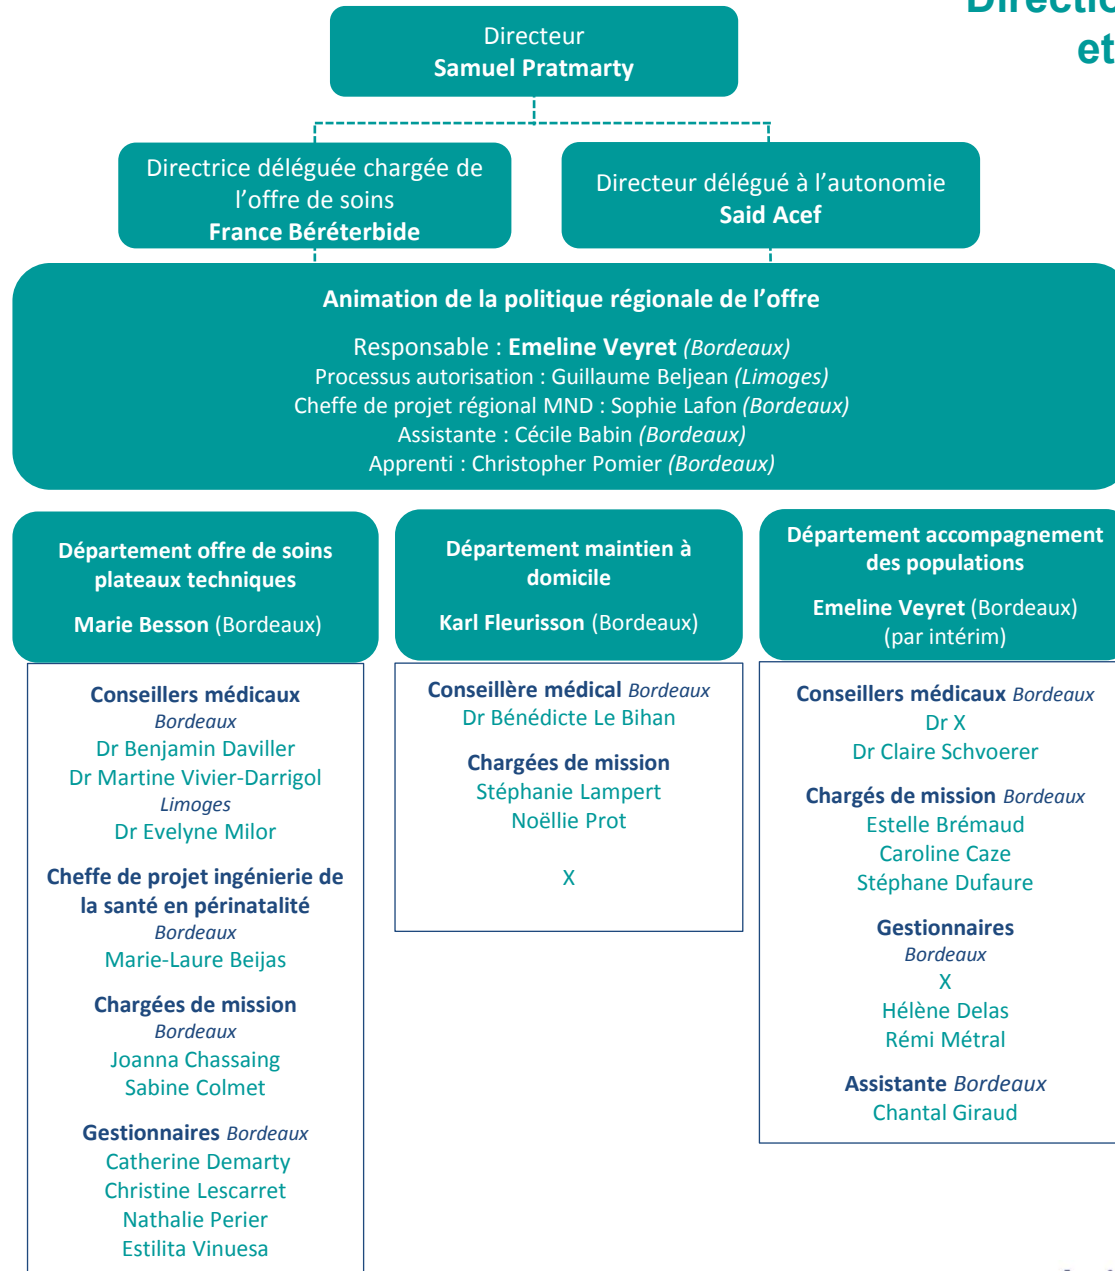 Directeur
Samuel Pratmarty
et
Directrice déléguée chargée de
l’offre de soins
France Béréterbide
Directeur délégué à l’autonomie
Said Acef
Animation de la politique régionale de l’offre
Responsable : Emeline Veyret (Bordeaux)
Processus autorisation : Guillaume Beljean (Limoges)
Cheffe de projet régional MND : Sophie Lafon (Bordeaux)
Assistante : Cécile Babin (Bordeaux)
Apprenti : Christopher Pomier (Bordeaux)
Département offre de soins
plateaux techniques
Marie Besson (Bordeaux)
Conseillers médicaux
Bordeaux
Dr Benjamin Daviller
Dr Martine Vivier-Darrigol
Limoges
Dr Evelyne Milor
Cheffe de projet ingénierie de
la santé en périnatalité
Bordeaux
Marie-Laure Beijas
Chargées de mission
Bordeaux
Joanna Chassaing
Sabine Colmet
Gestionnaires Bordeaux
Catherine Demarty
Christine Lescarret
Nathalie Perier
Estilita Vinuesa
Département maintien à
domicile
Karl Fleurisson (Bordeaux)
Conseillère médical Bordeaux
Dr Bénédicte Le Bihan
Chargées de mission
Stéphanie Lampert
Noëllie Prot
X
Département accompagnement
des populations
Emeline Veyret (Bordeaux)
(par intérim)
Conseillers médicaux Bordeaux
Dr X
Dr Claire Schvoerer
Chargés de mission Bordeaux
Estelle Brémaud
Caroline Caze
Stéphane Dufaure
Gestionnaires
Bordeaux
X
Hélène Delas
Rémi Métral
Assistante Bordeaux
Chantal Giraud